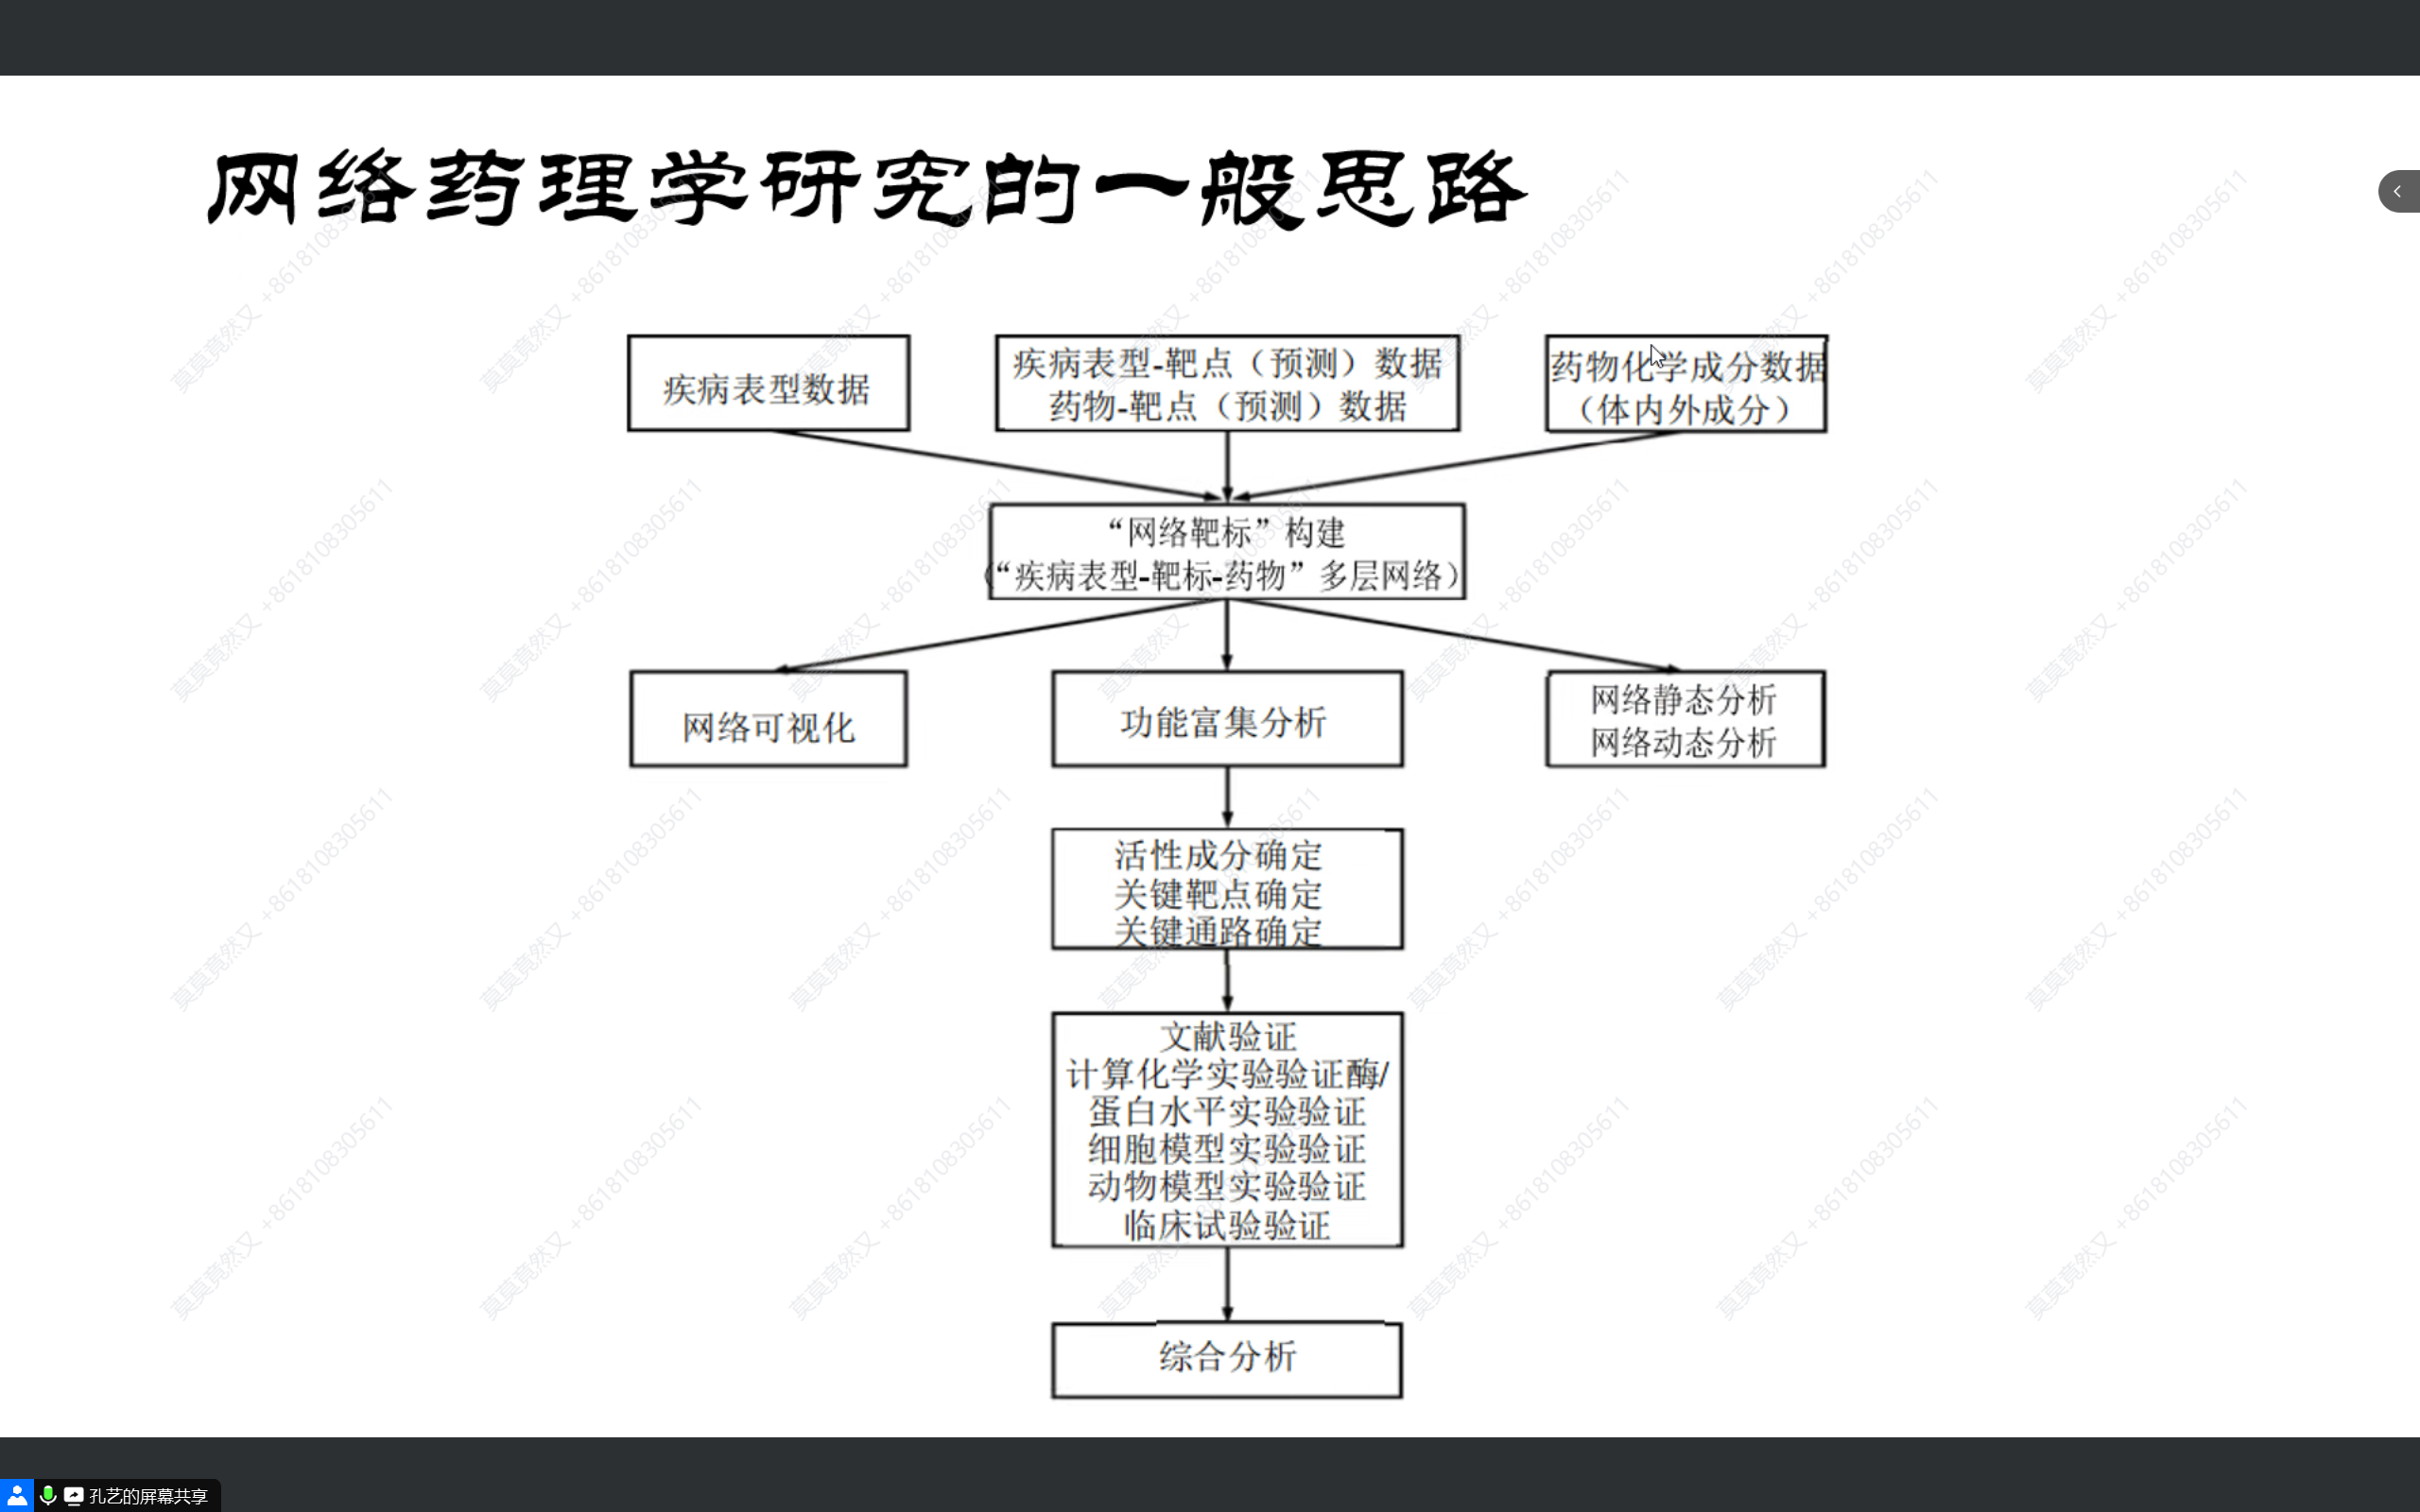 网络药理学研究的一般思路
疾病表型数据
疾病表型-靶点（预测）数据
药物-靶点（预测）数据
药物化学成分数据
（体内外成分）
“网络靶标”构建
（“疾病表型-靶标-药物”多层网络）
网络可视化
功能富集分析
网络静态分析
网络动态分析
活性成分确定
关键靶点确定
关键通路确定
文献验证
计算化学实验验证酶/
蛋白水平实验验证
细胞模型实验验证
动物模型实验验证
临床试验验证
综合分析
莫莫竟然又 +8618108305611
孔艺的屏幕共享